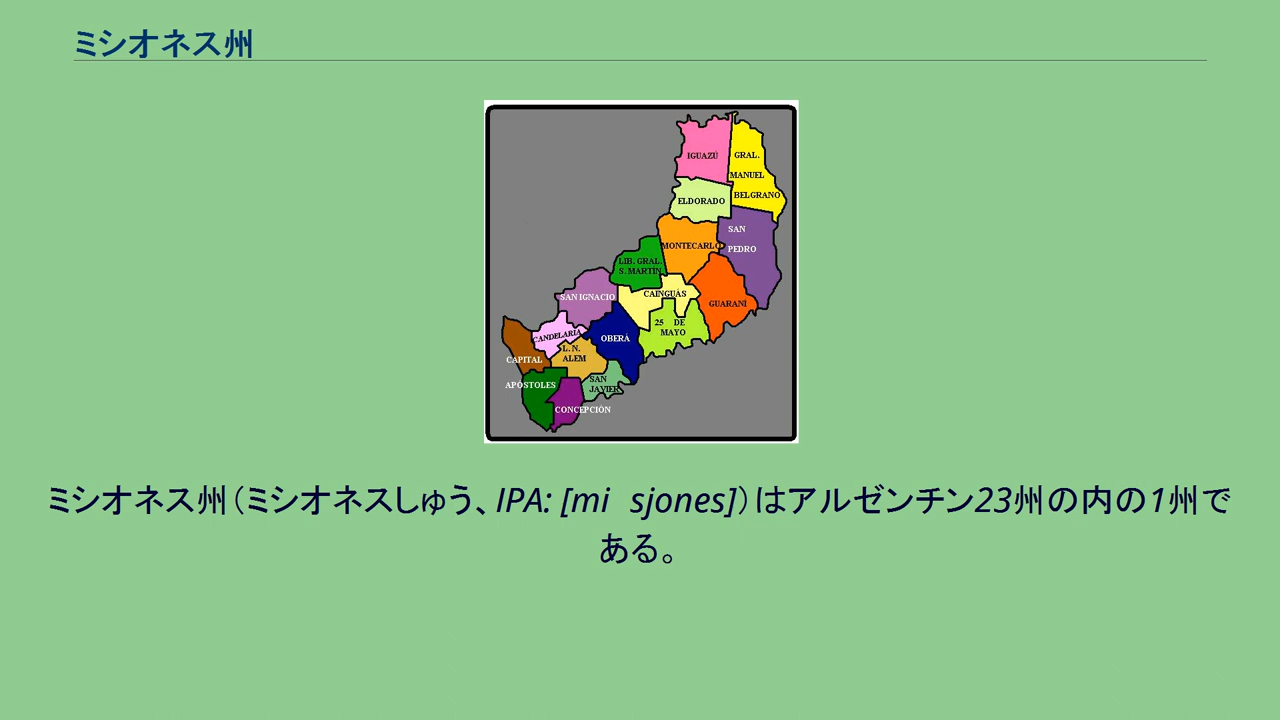 ミシオネス州
IGUAZÚ
GRAL.
MANUEL
BELGRANO
ELDORADO
SAN
PEDRO
MONTECARLO
LIB. GRAL.
S. MARTIN
CAINGUÁS
SAN IGNACIO
GUARANI
25 DE
MAYO
CANDELARIA
OBERÁ
L. N.
ALEM
CAPITAL
SAN
JAVIER
APOSTOLES
CONCEPCIÓN
ミシオネス州（ミシオネスしゅう、IPA: [mi sjones]）はアルゼンチン23州の内の1州で
ある。